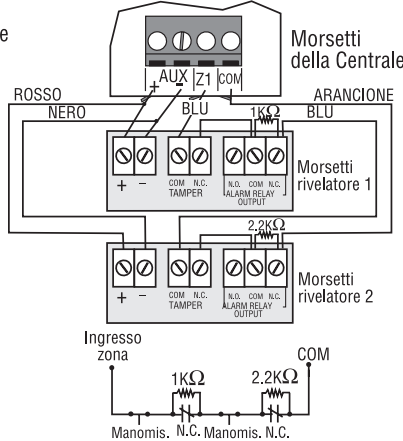 e
Morsetti
della Centrale
+ AUX - Z1 COM
ROSSO
NERO
BLU
1KΩ
ARANCIONE
BLU
Morsetti
rivelatore 1
+ - COM N.C. N.O. COM N.C.
TAMPER
ALARM RELAY
OUTPUT
2.2KΩ
Morsetti
rivelatore 2
+ - COM N.C. N.O. COM N.C.
TAMPER
ALARM RELAY
OUTPUT
Ingresso
zona
COM
1KΩ
2.2KΩ
Manomis. N.C. Manomis. N.C.